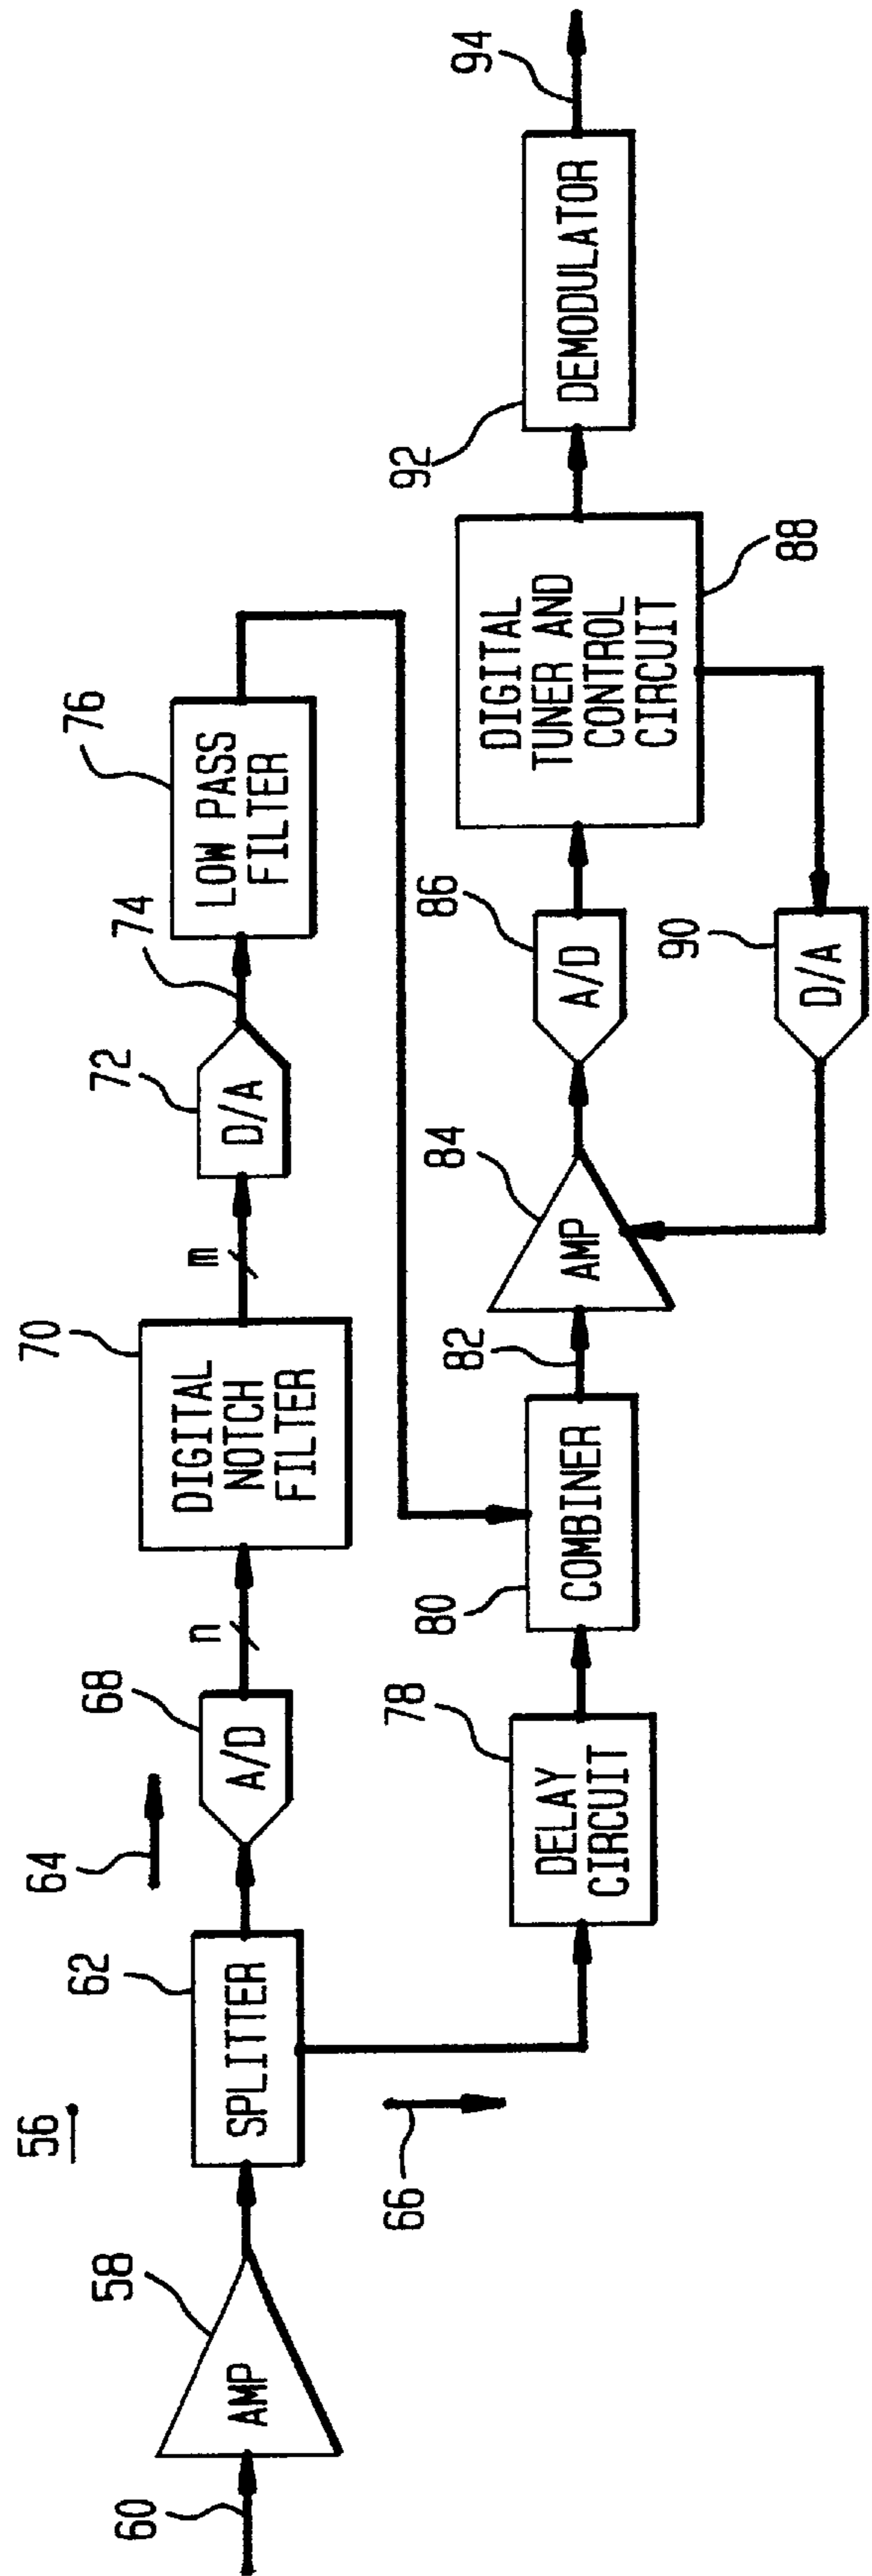 56
60
58
AMP
62
SPLITTER
64
66
68
A/D
n
70
DIGITAL
NOTCH
FILTER
m
72
D/A
74
76
LOW PASS
FILTER
78
DELAY
CIRCUIT
80
COMBINER
82
84
AMP
86
A/D
88
DIGITAL
TUNER AND
CONTROL
CIRCUIT
90
D/A
92
DEMODULATOR
94